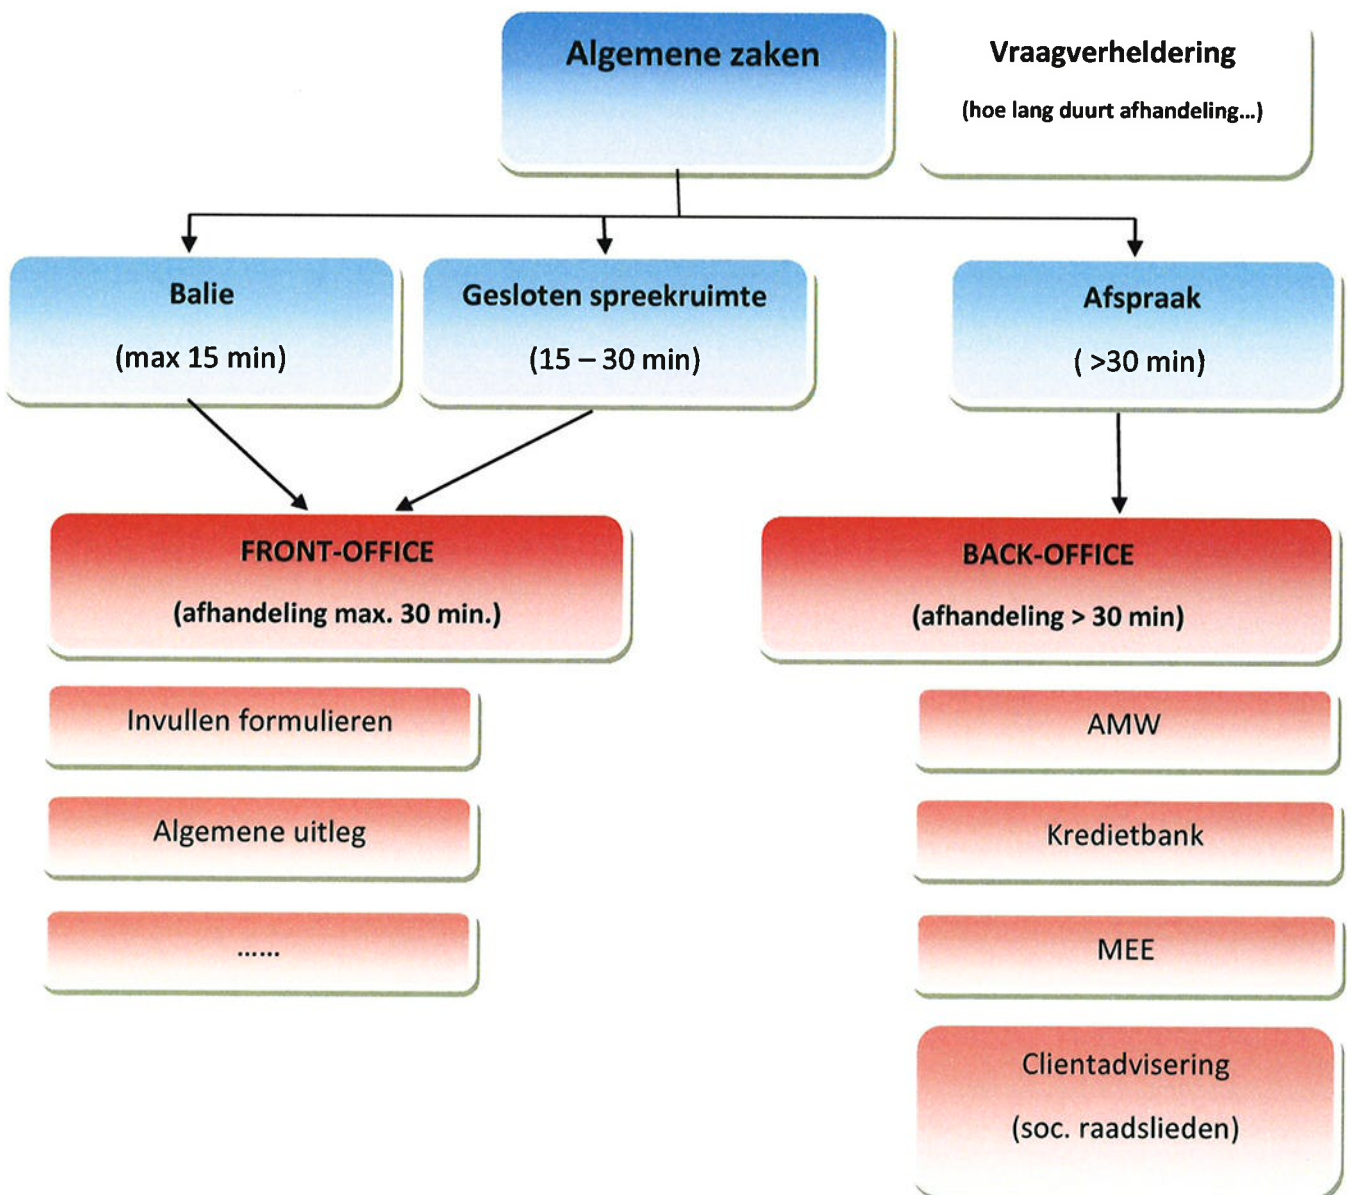 Algemene zaken
Vraagverheldering
(hoe lang duurt afhandeling...)
Balie
(max 15 min)
Gesloten spreekruimte
(15 – 30 min)
Afspraak
( >30 min)
FRONT-OFFICE
(afhandeling max. 30 min.)
BACK-OFFICE
(afhandeling > 30 min)
Invullen formulieren
Algemene uitleg
......
AMW
Kredietbank
MEE
Clientadvisering
(soc. raadslieden)